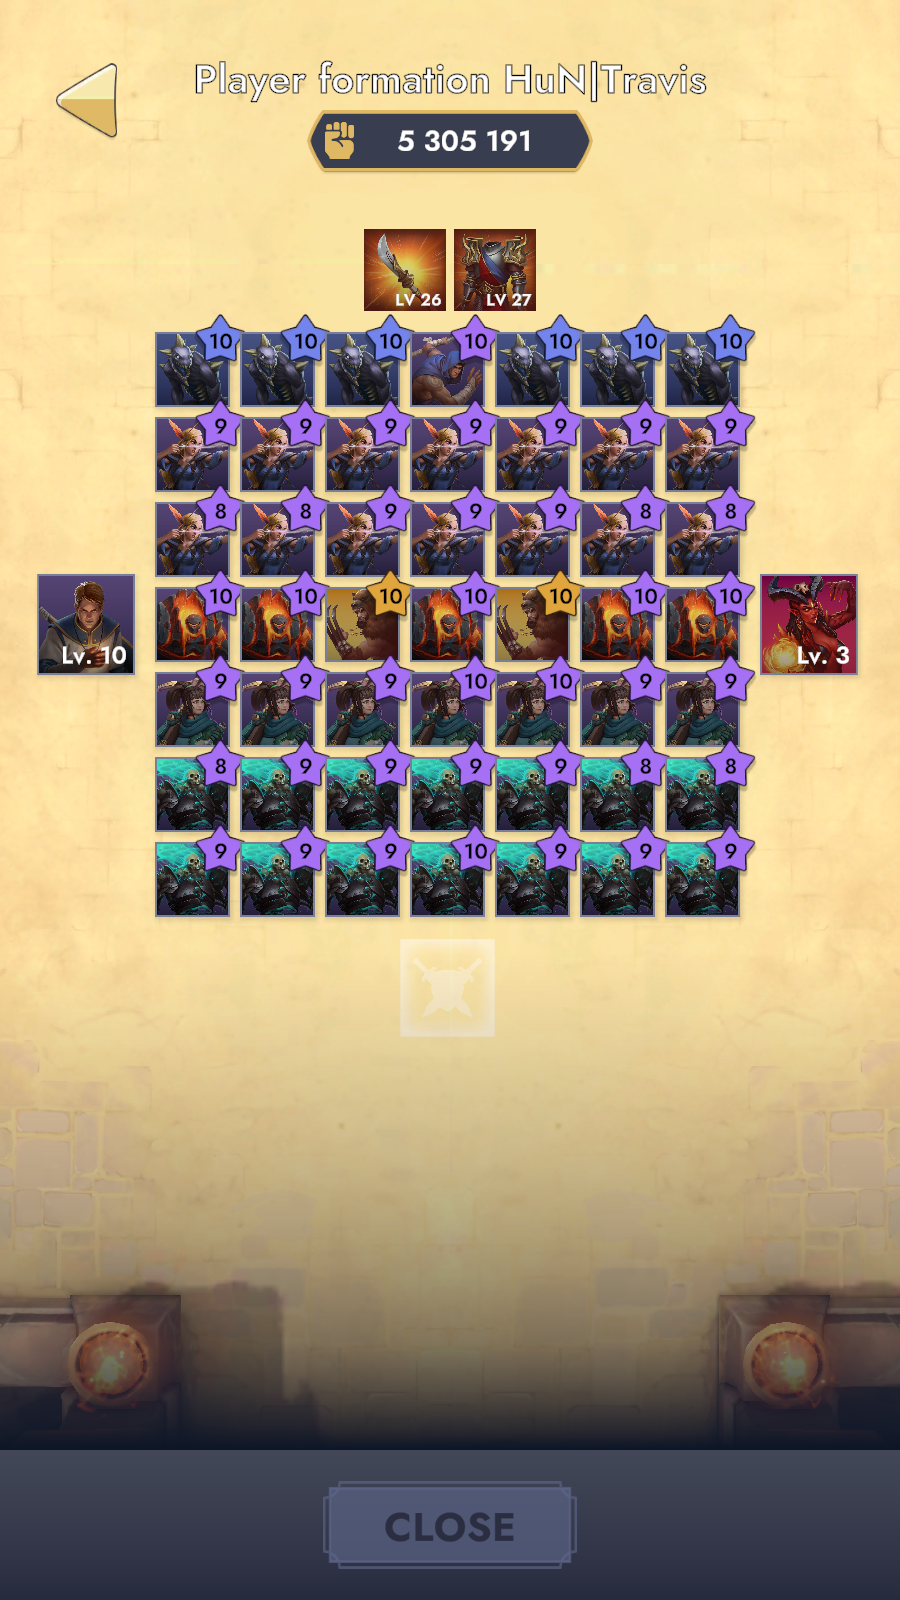 Player formation HuN|Travis
5 305 191
LV 26 LV 27
10 10 10 10 10 10 10
9 9 9 9 9 9 9
8 8 9 9 9 8 8
10 10 10 10 10 10 10
Lv. 10 Lv. 3
9 9 9 10 10 9 9
8 9 9 9 9 8 8
9 9 9 10 9 9 9
CLOSE